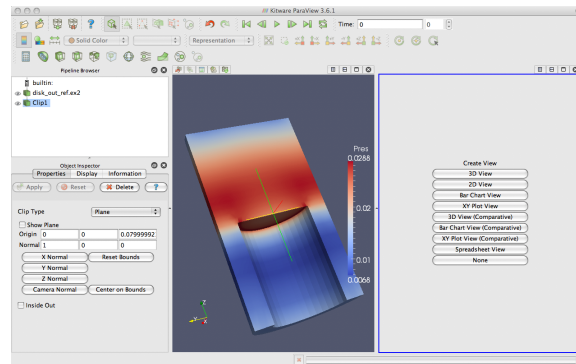 Kitware ParaView 3.6.1
Time: 0 0
Solid Color Representation
Pipeline Browser
builtin:
disk_out_ref.ex2
Clip1
Object Inspector
Properties Display Information
Apply Reset Delete ?
Clip Type Plane
Show Plane
Origin 0 0 0.07999992
Normal 1 0 0
X Normal Reset Bounds
Y Normal
Z Normal
Camera Normal Center on Bounds
Inside Out
Pres
0.0288
0.02
0.01
0.0068
Z
Y
X
Create View
3D View
2D View
Bar Chart View
XY Plot View
3D View (Comparative)
Bar Chart View (Comparative)
XY Plot View (Comparative)
Spreadsheet View
None